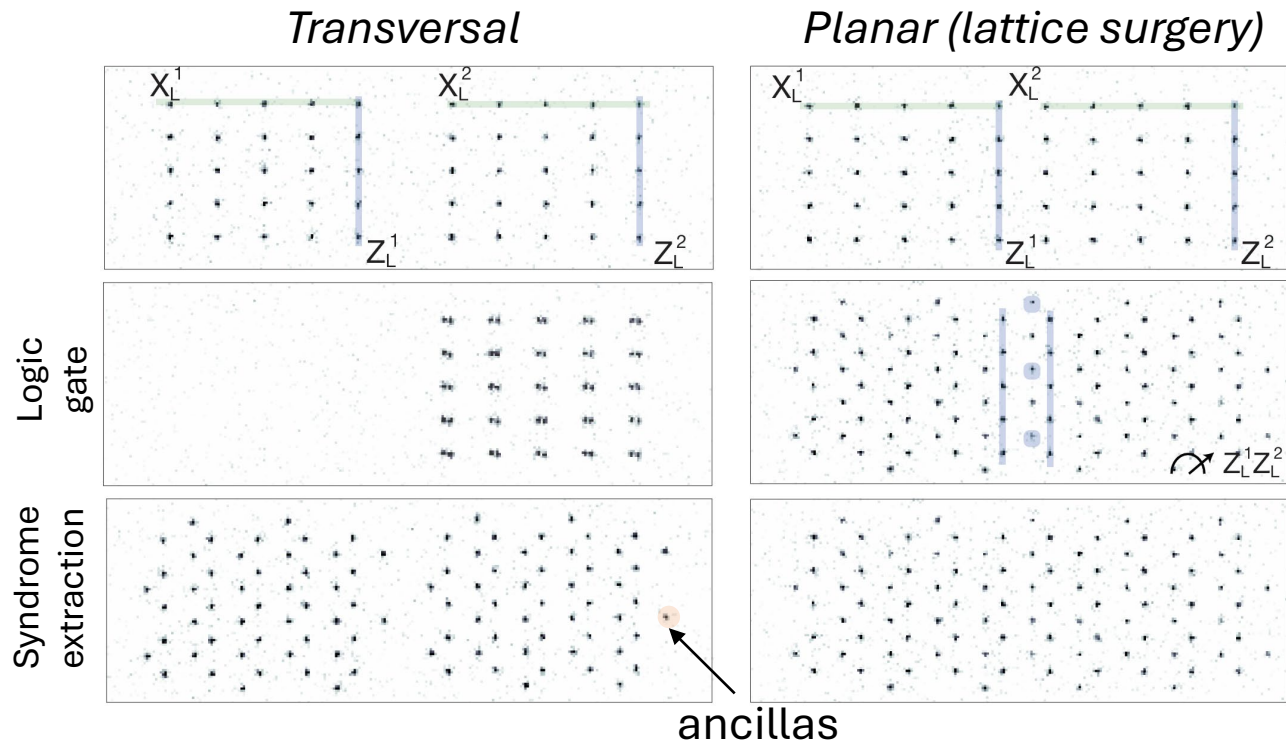 Transversal
Planar (lattice surgery)
X_L^1
X_L^2
X_L^1
X_L^2
Z_L^1
Z_L^2
Z_L^1
Z_L^2
Logic
gate
Z_L^1Z_L^2
Syndrome
extraction
ancillas